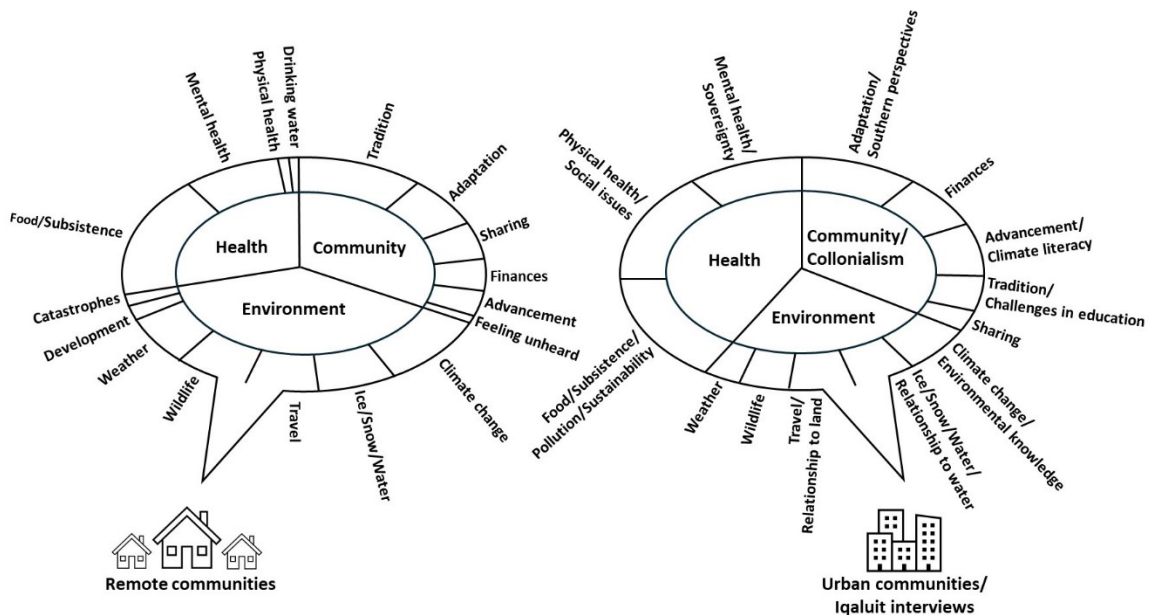 Drinking water
Physical health
Mental health
Tradition
Adaptation
Food/Subsistence
Sharing
Health
Community
Finances
Environment
Catastrophes
Advancement
Development
Feeling unheard
Weather
Wildlife
Travel
Ice/Snow/Water
Climate change
Remote communities
Mental health/
Sovereignty
Adaptation/
Southern perspectives
Physical health/
Social issues
Finances
Health
Community/
Collonialism
Advancement/
Climate literacy
Environment
Tradition/
Challenges in education
Sharing
Food/Subsistence/
Pollution/Sustainability
Weather
Wildlife
Travel/
Relationship to land
Ice/Snow/Water/
Relationship to water
Climate change/
Environmental knowledge
Urban communities/
Iqaluit interviews